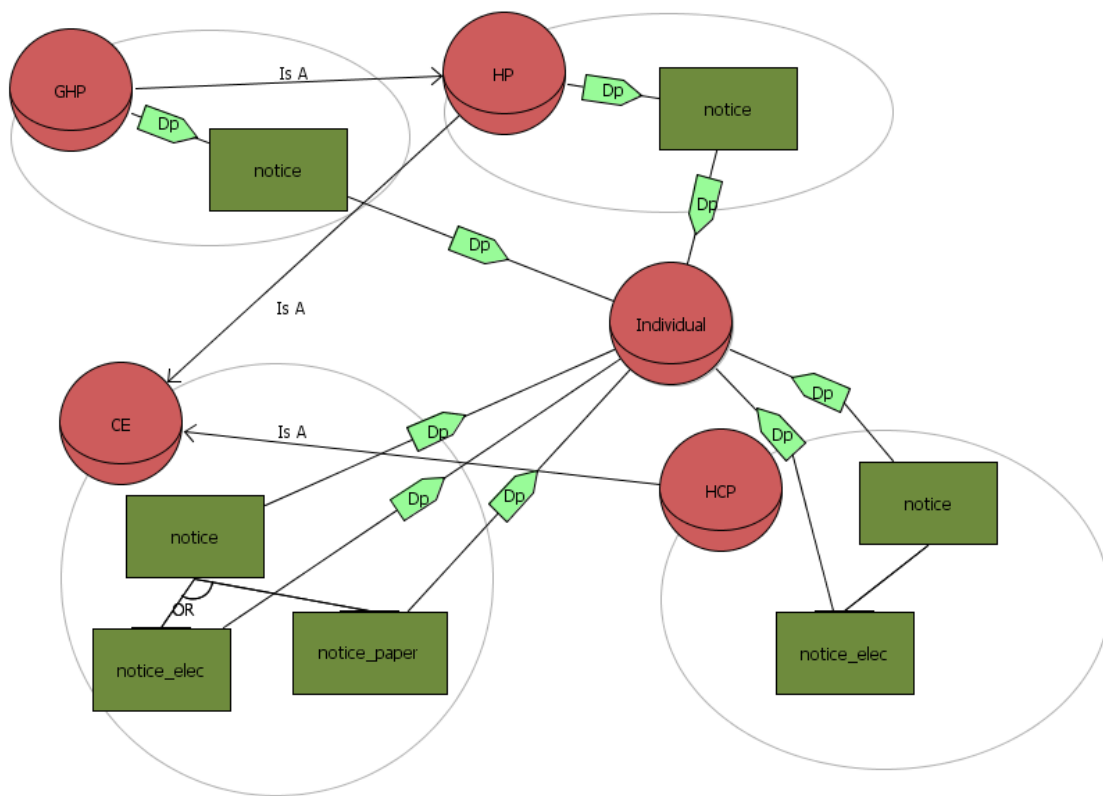 GHP
Is A
HP
Dp
notice
Dp
notice
Dp
Dp
Is A
Individual
CE
Is A
Dp
Dp
Dp
Dp
Dp
HCP
notice
notice
OR
notice_elec
notice_paper
notice_elec